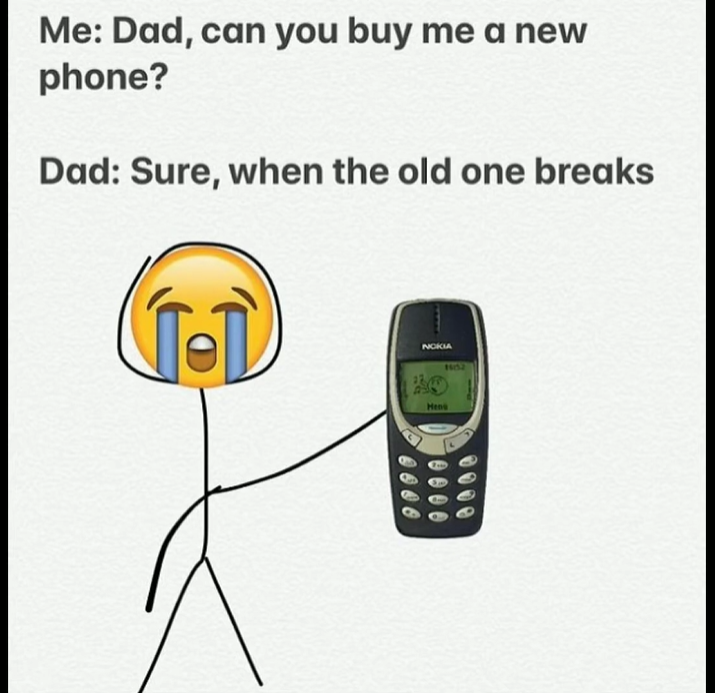 Me: Dad, can you buy me a new
phone?
Dad: Sure, when the old one breaks
NOKIA
Menu